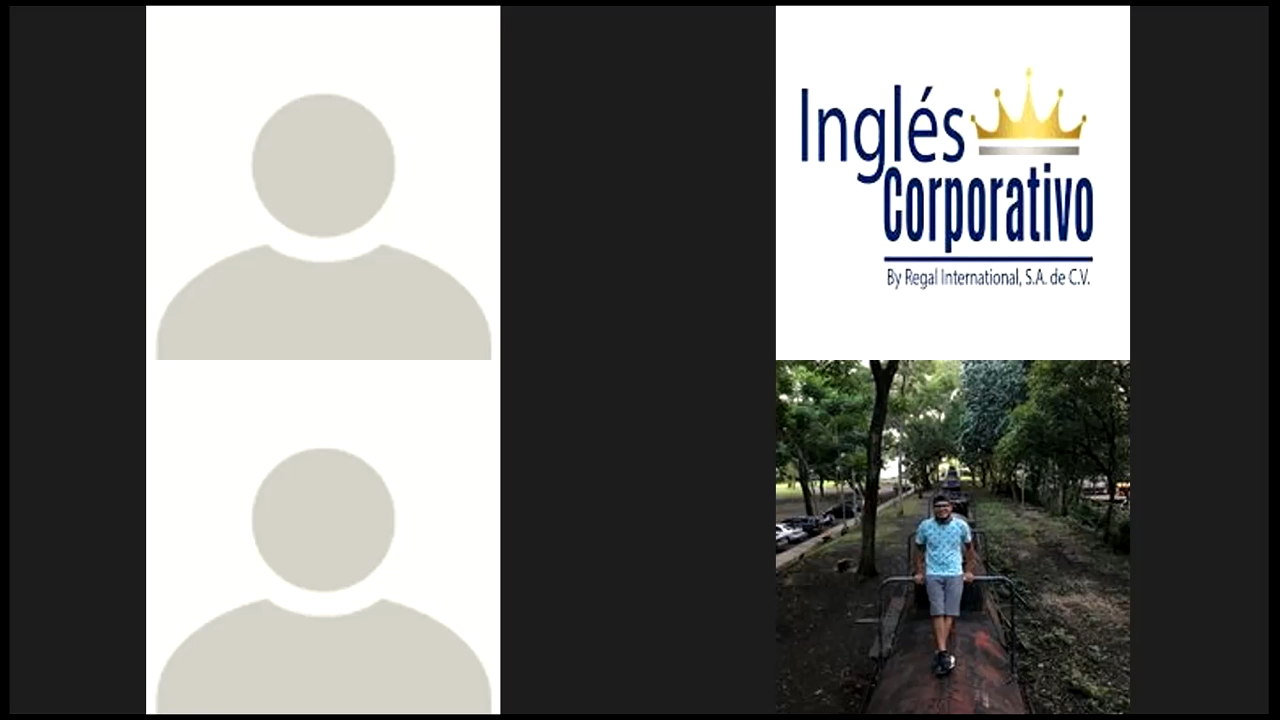 Inglés
Corporativo
By Regal International, S.A. de C.V.